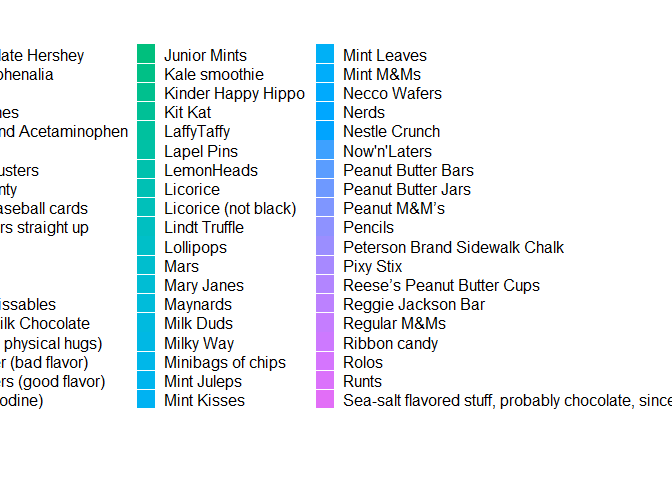 late Hershey
phenalia
nes
nd Acetaminophen
usters
nty
aseball cards
rs straight up
issables
ilk Chocolate
physical hugs)
r (bad flavor)
rs (good flavor)
odine)
Junior Mints
Kale smoothie
Kinder Happy Hippo
Kit Kat
LaffyTaffy
Lapel Pins
LemonHeads
Licorice
Licorice (not black)
Lindt Truffle
Lollipops
Mars
Mary Janes
Maynards
Milk Duds
Milky Way
Minibags of chips
Mint Juleps
Mint Kisses
Mint Leaves
Mint M&Ms
Necco Wafers
Nerds
Nestle Crunch
Now'n'Laters
Peanut Butter Bars
Peanut Butter Jars
Peanut M&M’s
Pencils
Peterson Brand Sidewalk Chalk
Pixy Stix
Reese’s Peanut Butter Cups
Reggie Jackson Bar
Regular M&Ms
Ribbon candy
Rolos
Runts
Sea-salt flavored stuff, probably chocolate, since